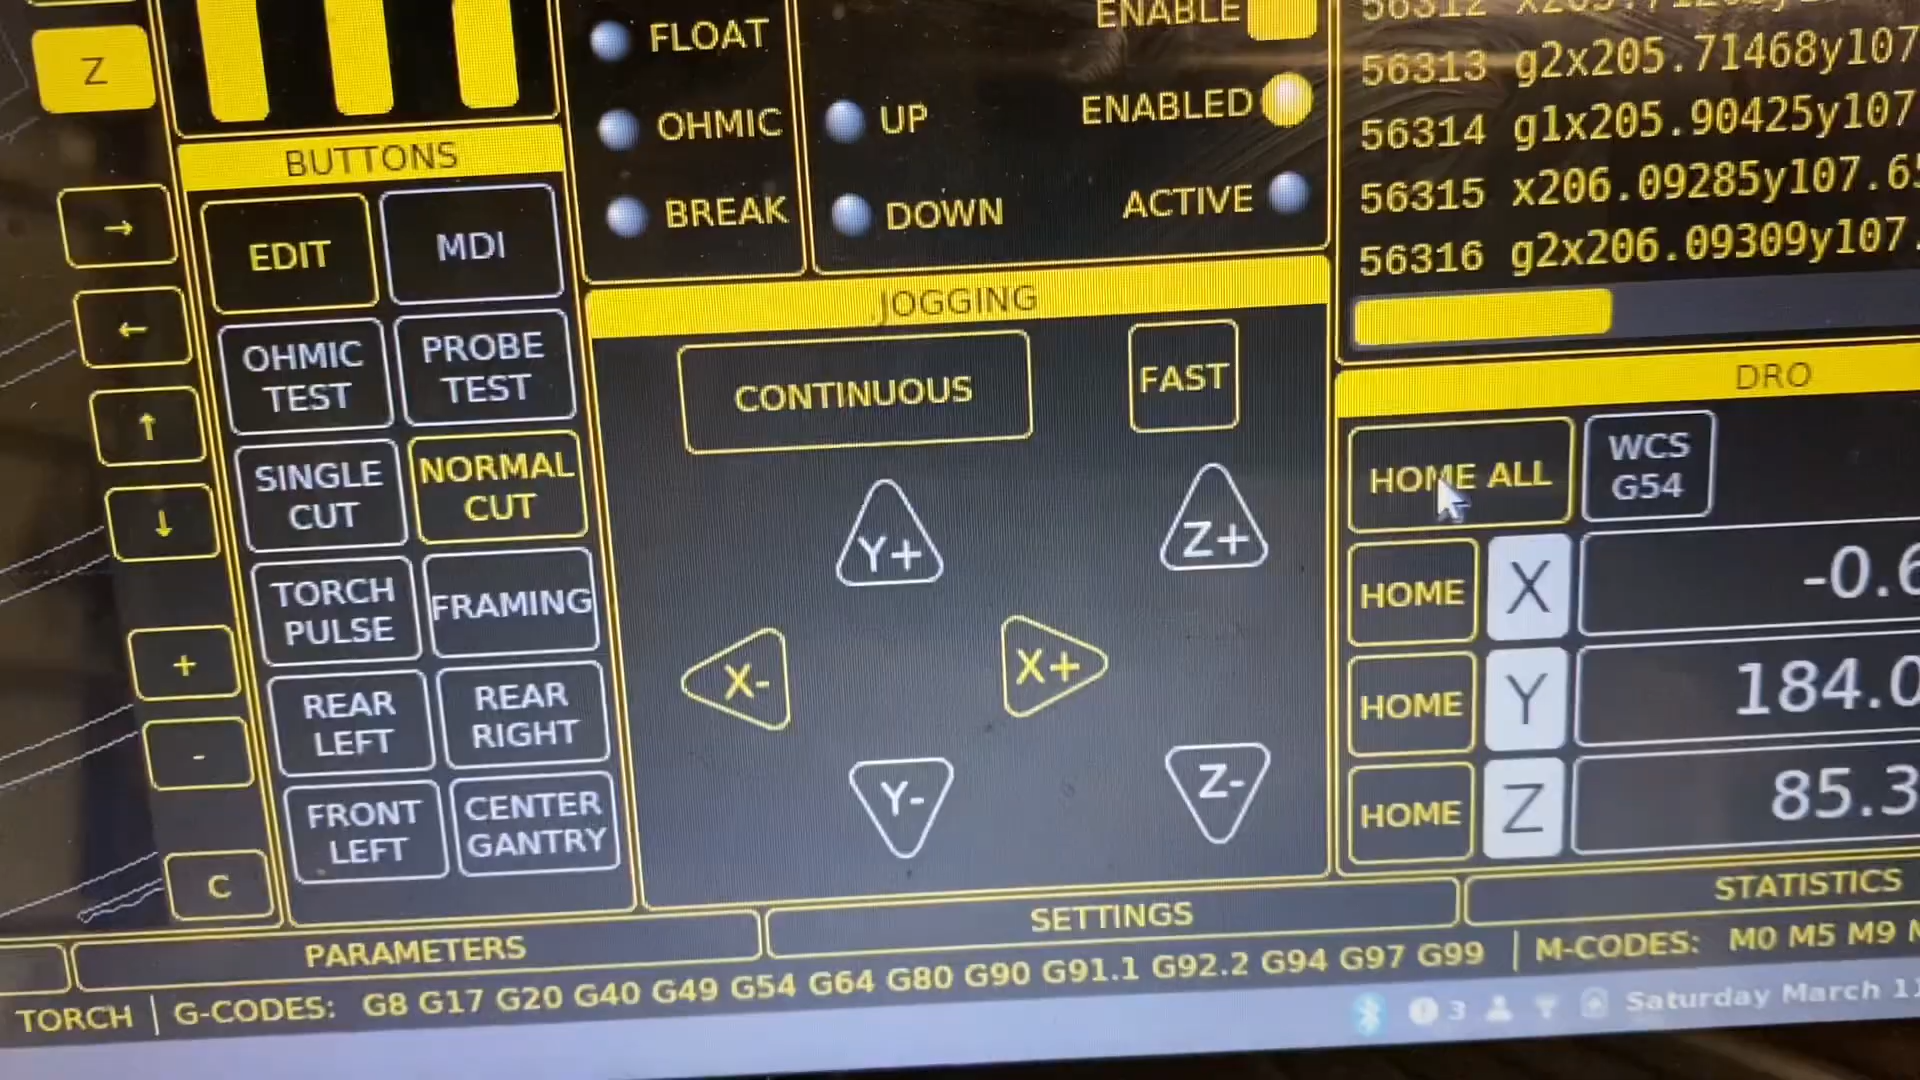 Z
FLOAT
ENABLE
56312
56313 g2x205.71468y107
OHMIC
UP
ENABLED
56314 g1x205.90425y107
BREAK
DOWN
ACTIVE
56315 x206.09285y107.65
56316 g2x206.09309y107.
BUTTONS
→
EDIT
MDI
←
OHMIC
TEST
PROBE
TEST
↑
SINGLE
CUT
NORMAL
CUT
↓
TORCH
PULSE
FRAMING
+
REAR
LEFT
REAR
RIGHT
-
FRONT
LEFT
CENTER
GANTRY
C
JOGGING
CONTINUOUS
FAST
Y+
Z+
X-
X+
Y-
Z-
DRO
HOME ALL
WCS
G54
HOME X -0.6
HOME Y 184.0
HOME Z 85.3
PARAMETERS
SETTINGS
STATISTICS
TORCH | G-CODES: G8 G17 G20 G40 G49 G54 G64 G80 G90 G91.1 G92.2 G94 G97 G99 | M-CODES: M0 M5 M9
3
Saturday March 11